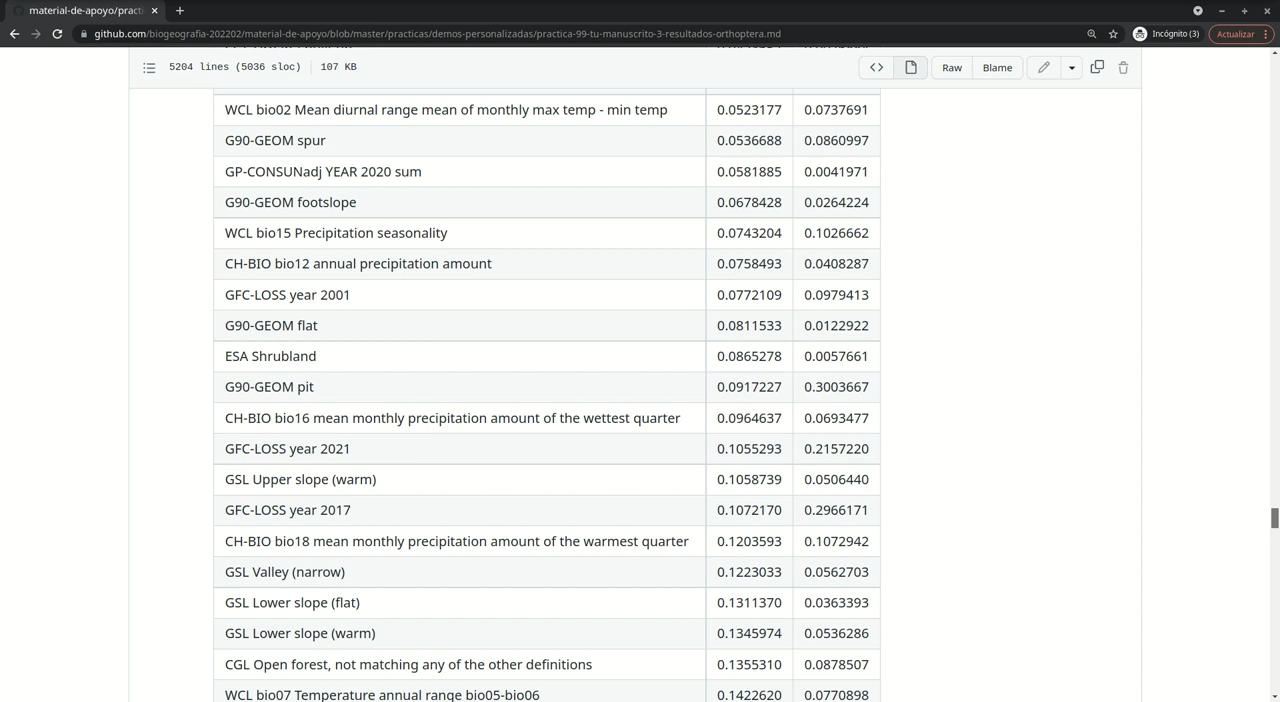 material-de-apoyo/practi
github.com/biogeografia-202202/material-de-apoyo/blob/master/practicas/demos-personalizadas/practica-99-tu-manuscrito-3-resultados-orthoptera.md
Incógnito (3)
Actualizar
5204 lines (5036 sloc) 107 KB
Raw Blame
WCL bio02 Mean diurnal range mean of monthly max temp - min temp 0.0523177 0.0737691
G90-GEOM spur 0.0536688 0.0860997
GP-CONSUNadj YEAR 2020 sum 0.0581885 0.0041971
G90-GEOM footslope 0.0678428 0.0264224
WCL bio15 Precipitation seasonality 0.0743204 0.1026662
CH-BIO bio12 annual precipitation amount 0.0758493 0.0408287
GFC-LOSS year 2001 0.0772109 0.0979413
G90-GEOM flat 0.0811533 0.0122922
ESA Shrubland 0.0865278 0.0057661
G90-GEOM pit 0.0917227 0.3003667
CH-BIO bio16 mean monthly precipitation amount of the wettest quarter 0.0964637 0.0693477
GFC-LOSS year 2021 0.1055293 0.2157220
GSL Upper slope (warm) 0.1058739 0.0506440
GFC-LOSS year 2017 0.1072170 0.2966171
CH-BIO bio18 mean monthly precipitation amount of the warmest quarter 0.1203593 0.1072942
GSL Valley (narrow) 0.1223033 0.0562703
GSL Lower slope (flat) 0.1311370 0.0363393
GSL Lower slope (warm) 0.1345974 0.0536286
CGL Open forest, not matching any of the other definitions 0.1355310 0.0878507
WCL bio07 Temperature annual range bio05-bio06 0.1422620 0.0770898